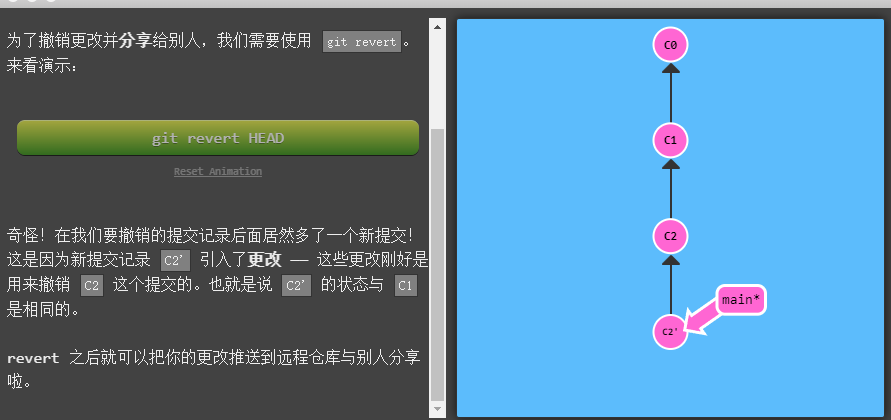 为了撤销更改并分享给别人，我们需要使用 git revert。
来看演示：
git revert HEAD
Reset Animation
奇怪！在我们要撤销的提交记录后面居然多了一个新提交！
这是因为新提交记录 C2' 引入了更改 —— 这些更改刚好是
用来撤销 C2 这个提交的。也就是说 C2' 的状态与 C1
是相同的。
revert 之后就可以把你的更改推送到远程仓库与别人分享
啦。
C0
C1
C2
main*
C2'